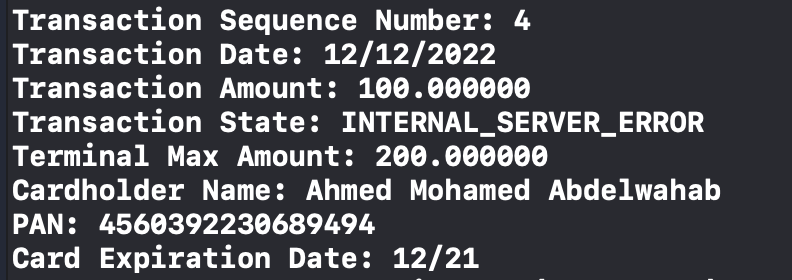 Transaction Sequence Number: 4
Transaction Date: 12/12/2022
Transaction Amount: 100.000000
Transaction State: INTERNAL_SERVER_ERROR
Terminal Max Amount: 200.000000
Cardholder Name: Ahmed Mohamed Abdelwahab
PAN: 4560392230689494
Card Expiration Date: 12/21